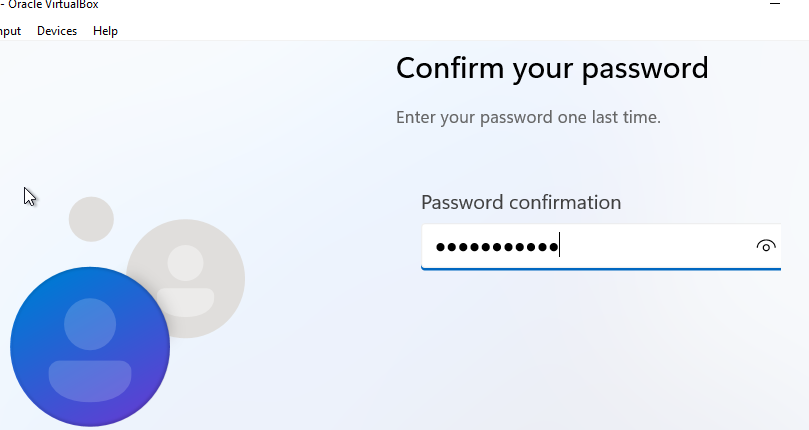 - Oracle VirtualBox
nput Devices Help
Confirm your password
Enter your password one last time.
Password confirmation
●●●●●●●●●●●